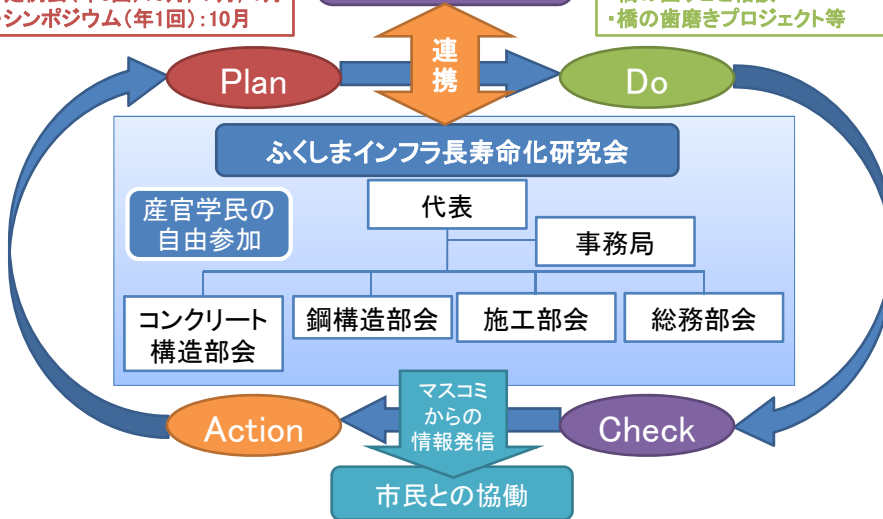 ・シンポジウム(年1回):10月
・橋の歯磨きプロジェクト等
連
携
Plan
Do
ふくしまインフラ長寿命化研究会
産官学民の
自由参加
代表
事務局
コンクリート
構造部会
鋼構造部会
施工部会
総務部会
マスコミ
からの
情報発信
Action
Check
市民との協働